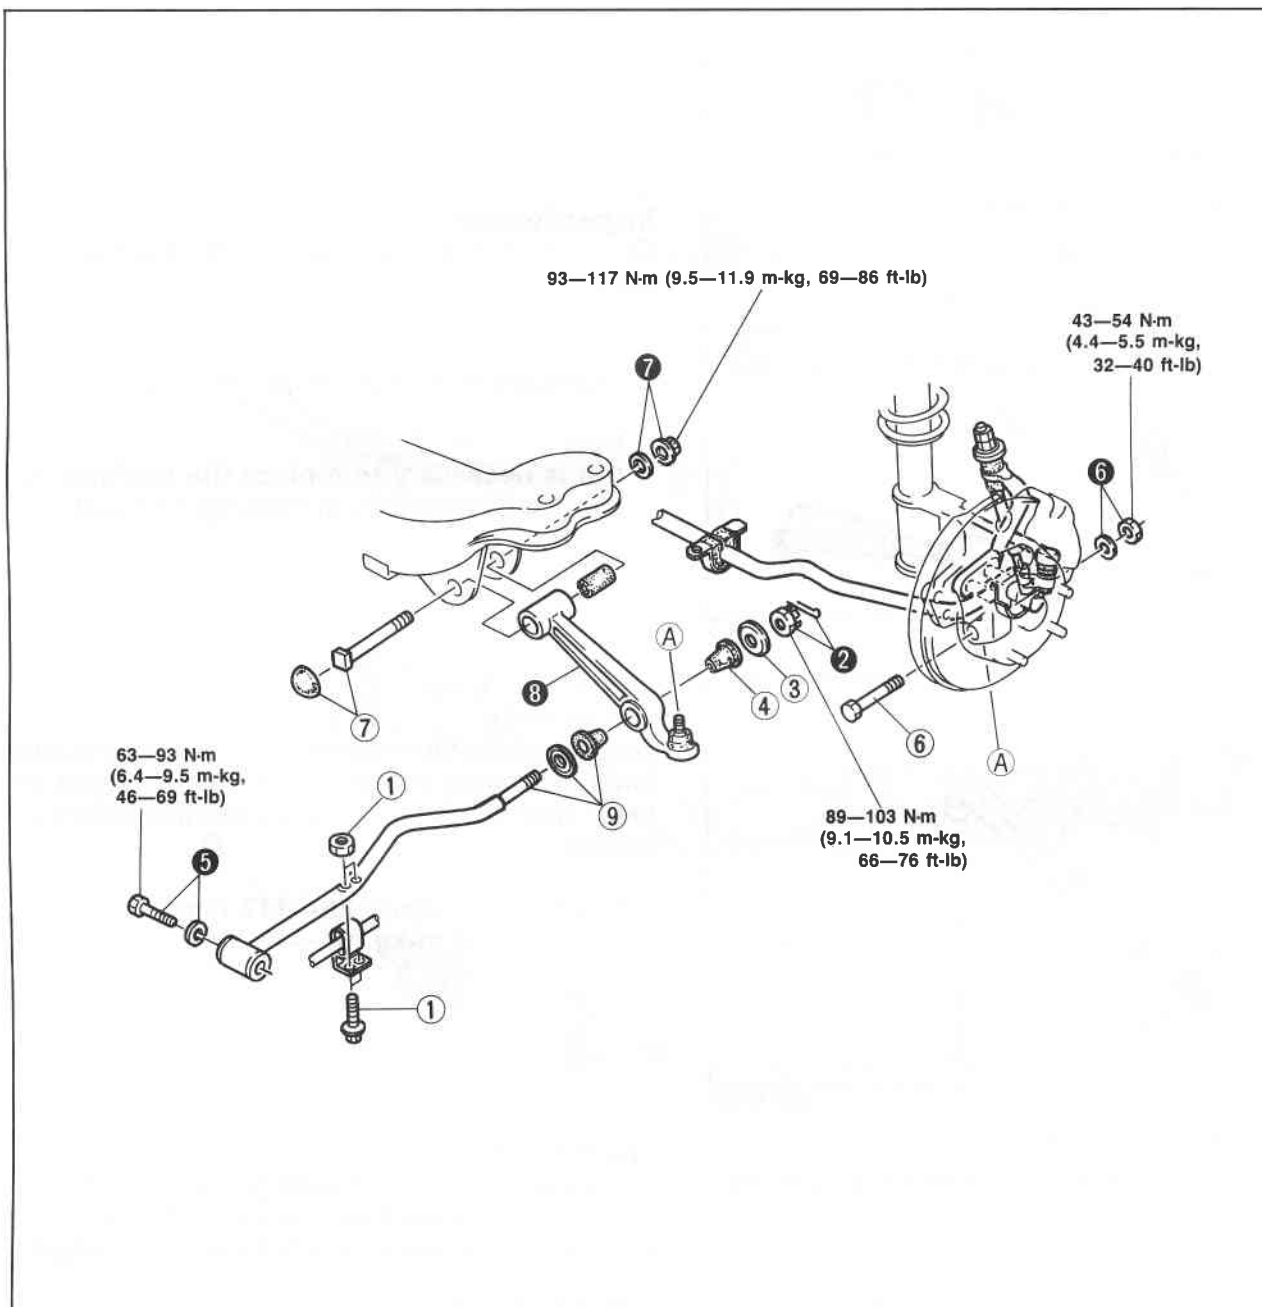 93—117 N·m (9.5—11.9 m-kg, 69—86 ft-lb)
43—54 N·m
(4.4—5.5 m-kg,
32—40 ft-lb)
7
6
A
2
3
8
4
7
6
A
63—93 N·m
(6.4—9.5 m-kg,
46—69 ft-lb)
1
9
89—103 N·m
(9.1—10.5 m-kg,
66—76 ft-lb)
5
1